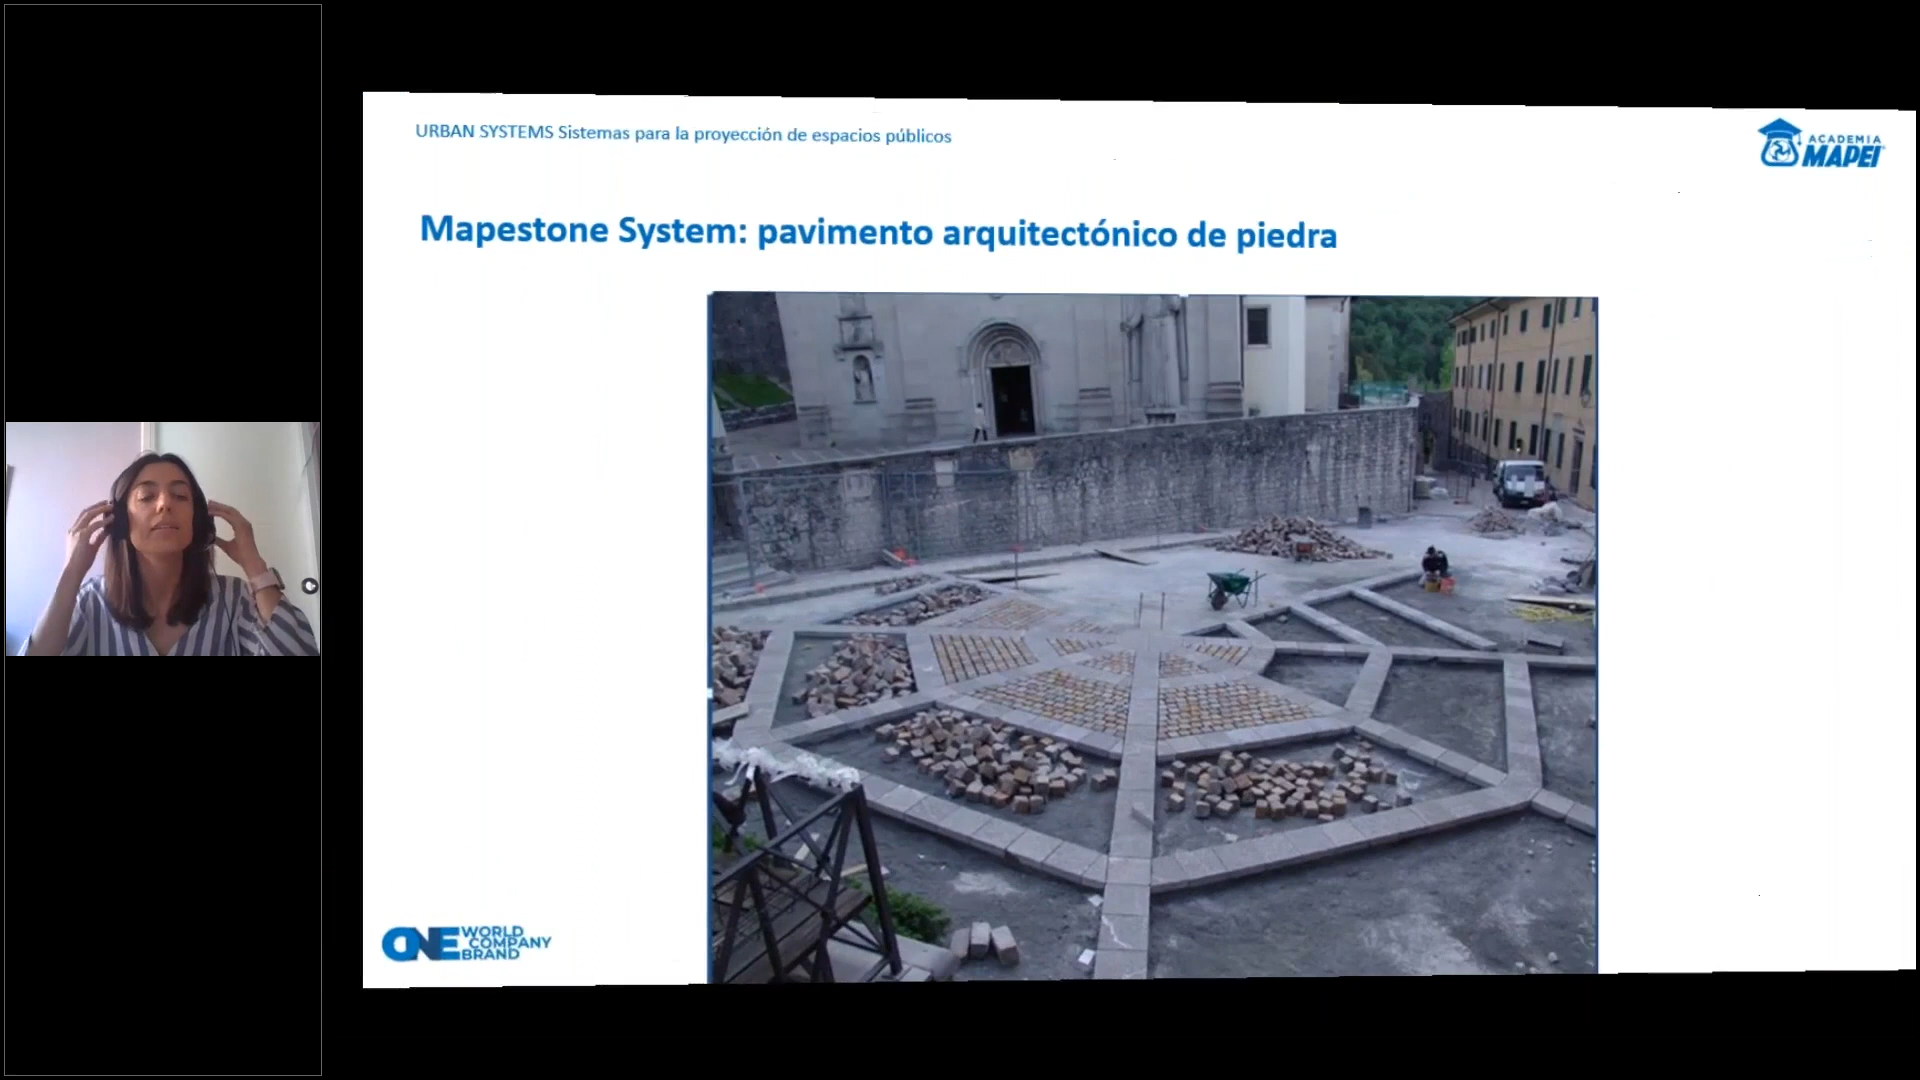 URBAN SYSTEMS Sistemas para la proyección de espacios públicos
ACADEMIA
MAPEI
Mapestone System: pavimento arquitectónico de piedra
ONE WORLD
COMPANY
BRAND